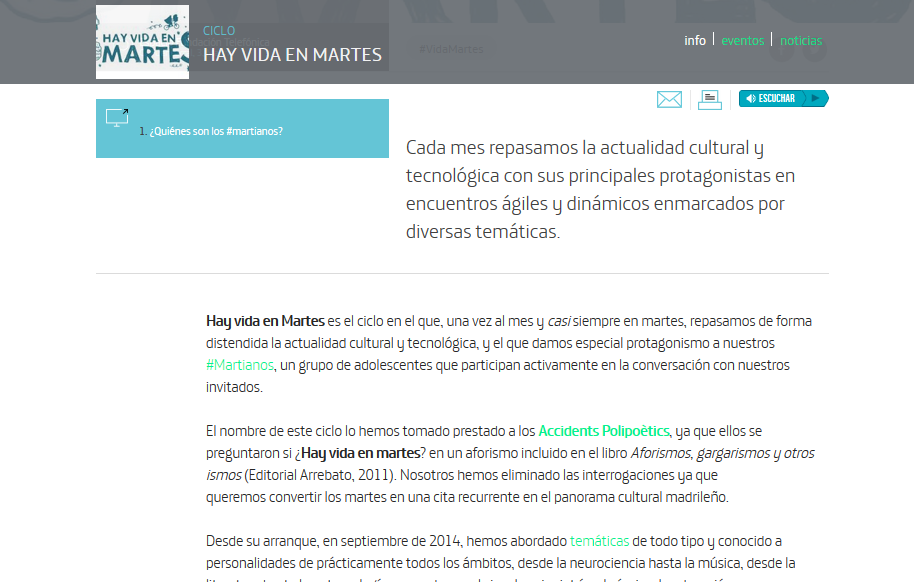 HAY VIDA EN
MARTES
CICLO
HAY VIDA EN MARTES
#VidaMartes
info
eventos
noticias
ESCUCHAR
1. ¿Quiénes son los #martianos?
Cada mes repasamos la actualidad cultural y
tecnológica con sus principales protagonistas en
encuentros ágiles y dinámicos enmarcados por
diversas temáticas.
Hay vida en Martes es el ciclo en el que, una vez al mes y casi siempre en martes, repasamos de forma
distendida la actualidad cultural y tecnológica, y el que damos especial protagonismo a nuestros
#Martianos, un grupo de adolescentes que participan activamente en la conversación con nuestros
invitados.
El nombre de este ciclo lo hemos tomado prestado a los Accidents Polipoètics, ya que ellos se
preguntaron si ¿Hay vida en martes? en un aforismo incluido en el libro Aforismos, gargarismos y otros
ismos (Editorial Arrebato, 2011). Nosotros hemos eliminado las interrogaciones ya que
queremos convertir los martes en una cita recurrente en el panorama cultural madrileño.
Desde su arranque, en septiembre de 2014, hemos abordado temáticas de todo tipo y conocido a
personalidades de prácticamente todos los ámbitos, desde la neurociencia hasta la música, desde la